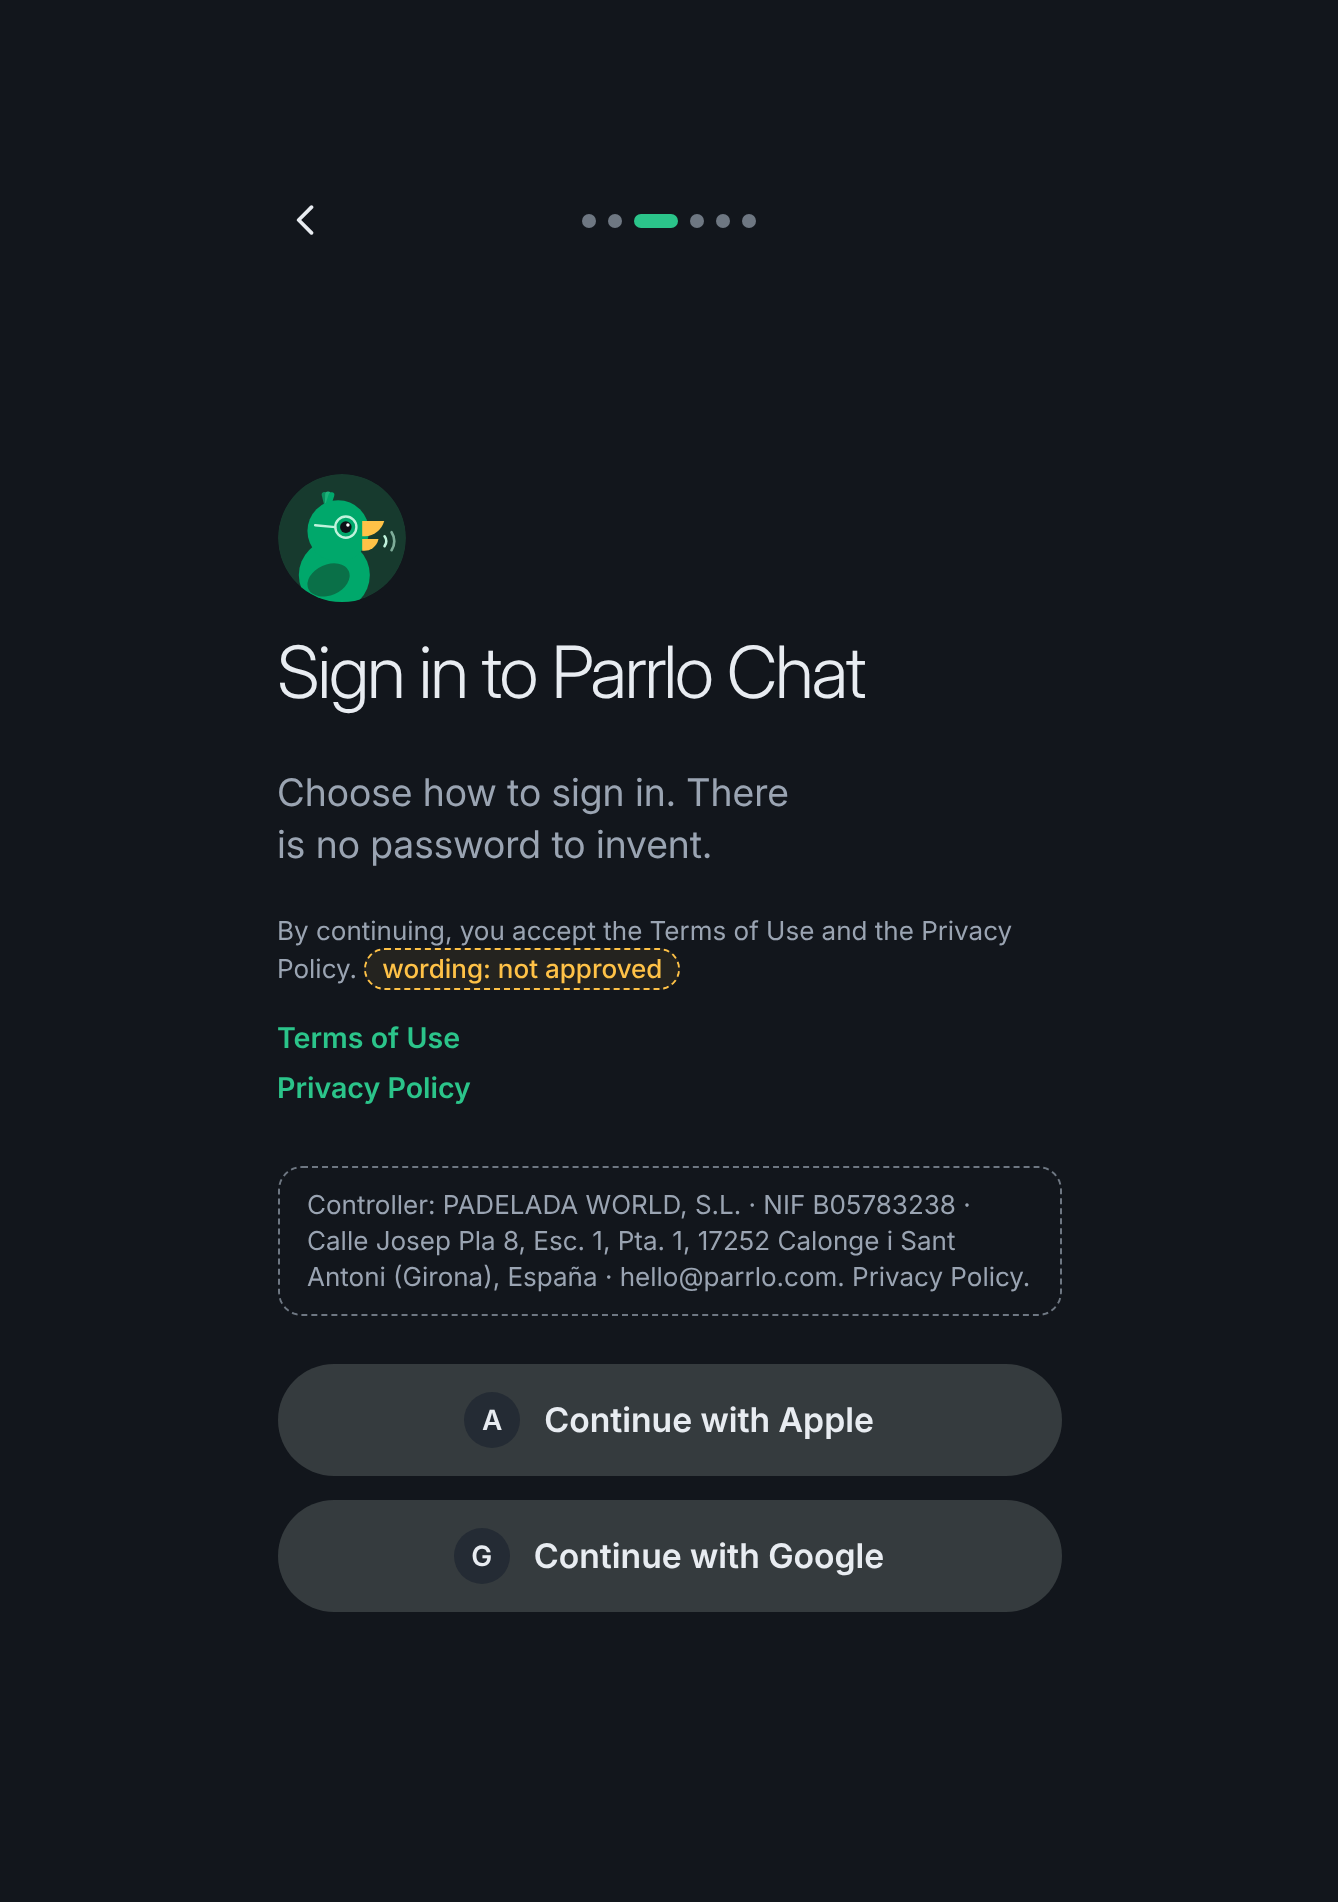 Sign in to Parrlo Chat
Choose how to sign in. There
is no password to invent.
By continuing, you accept the Terms of Use and the Privacy
Policy. wording: not approved
Terms of Use
Privacy Policy
Controller: PADELADA WORLD, S.L. · NIF B05783238 ·
Calle Josep Pla 8, Esc. 1, Pta. 1, 17252 Calonge i Sant
Antoni (Girona), España · hello@parrlo.com. Privacy Policy.
A Continue with Apple
G Continue with Google